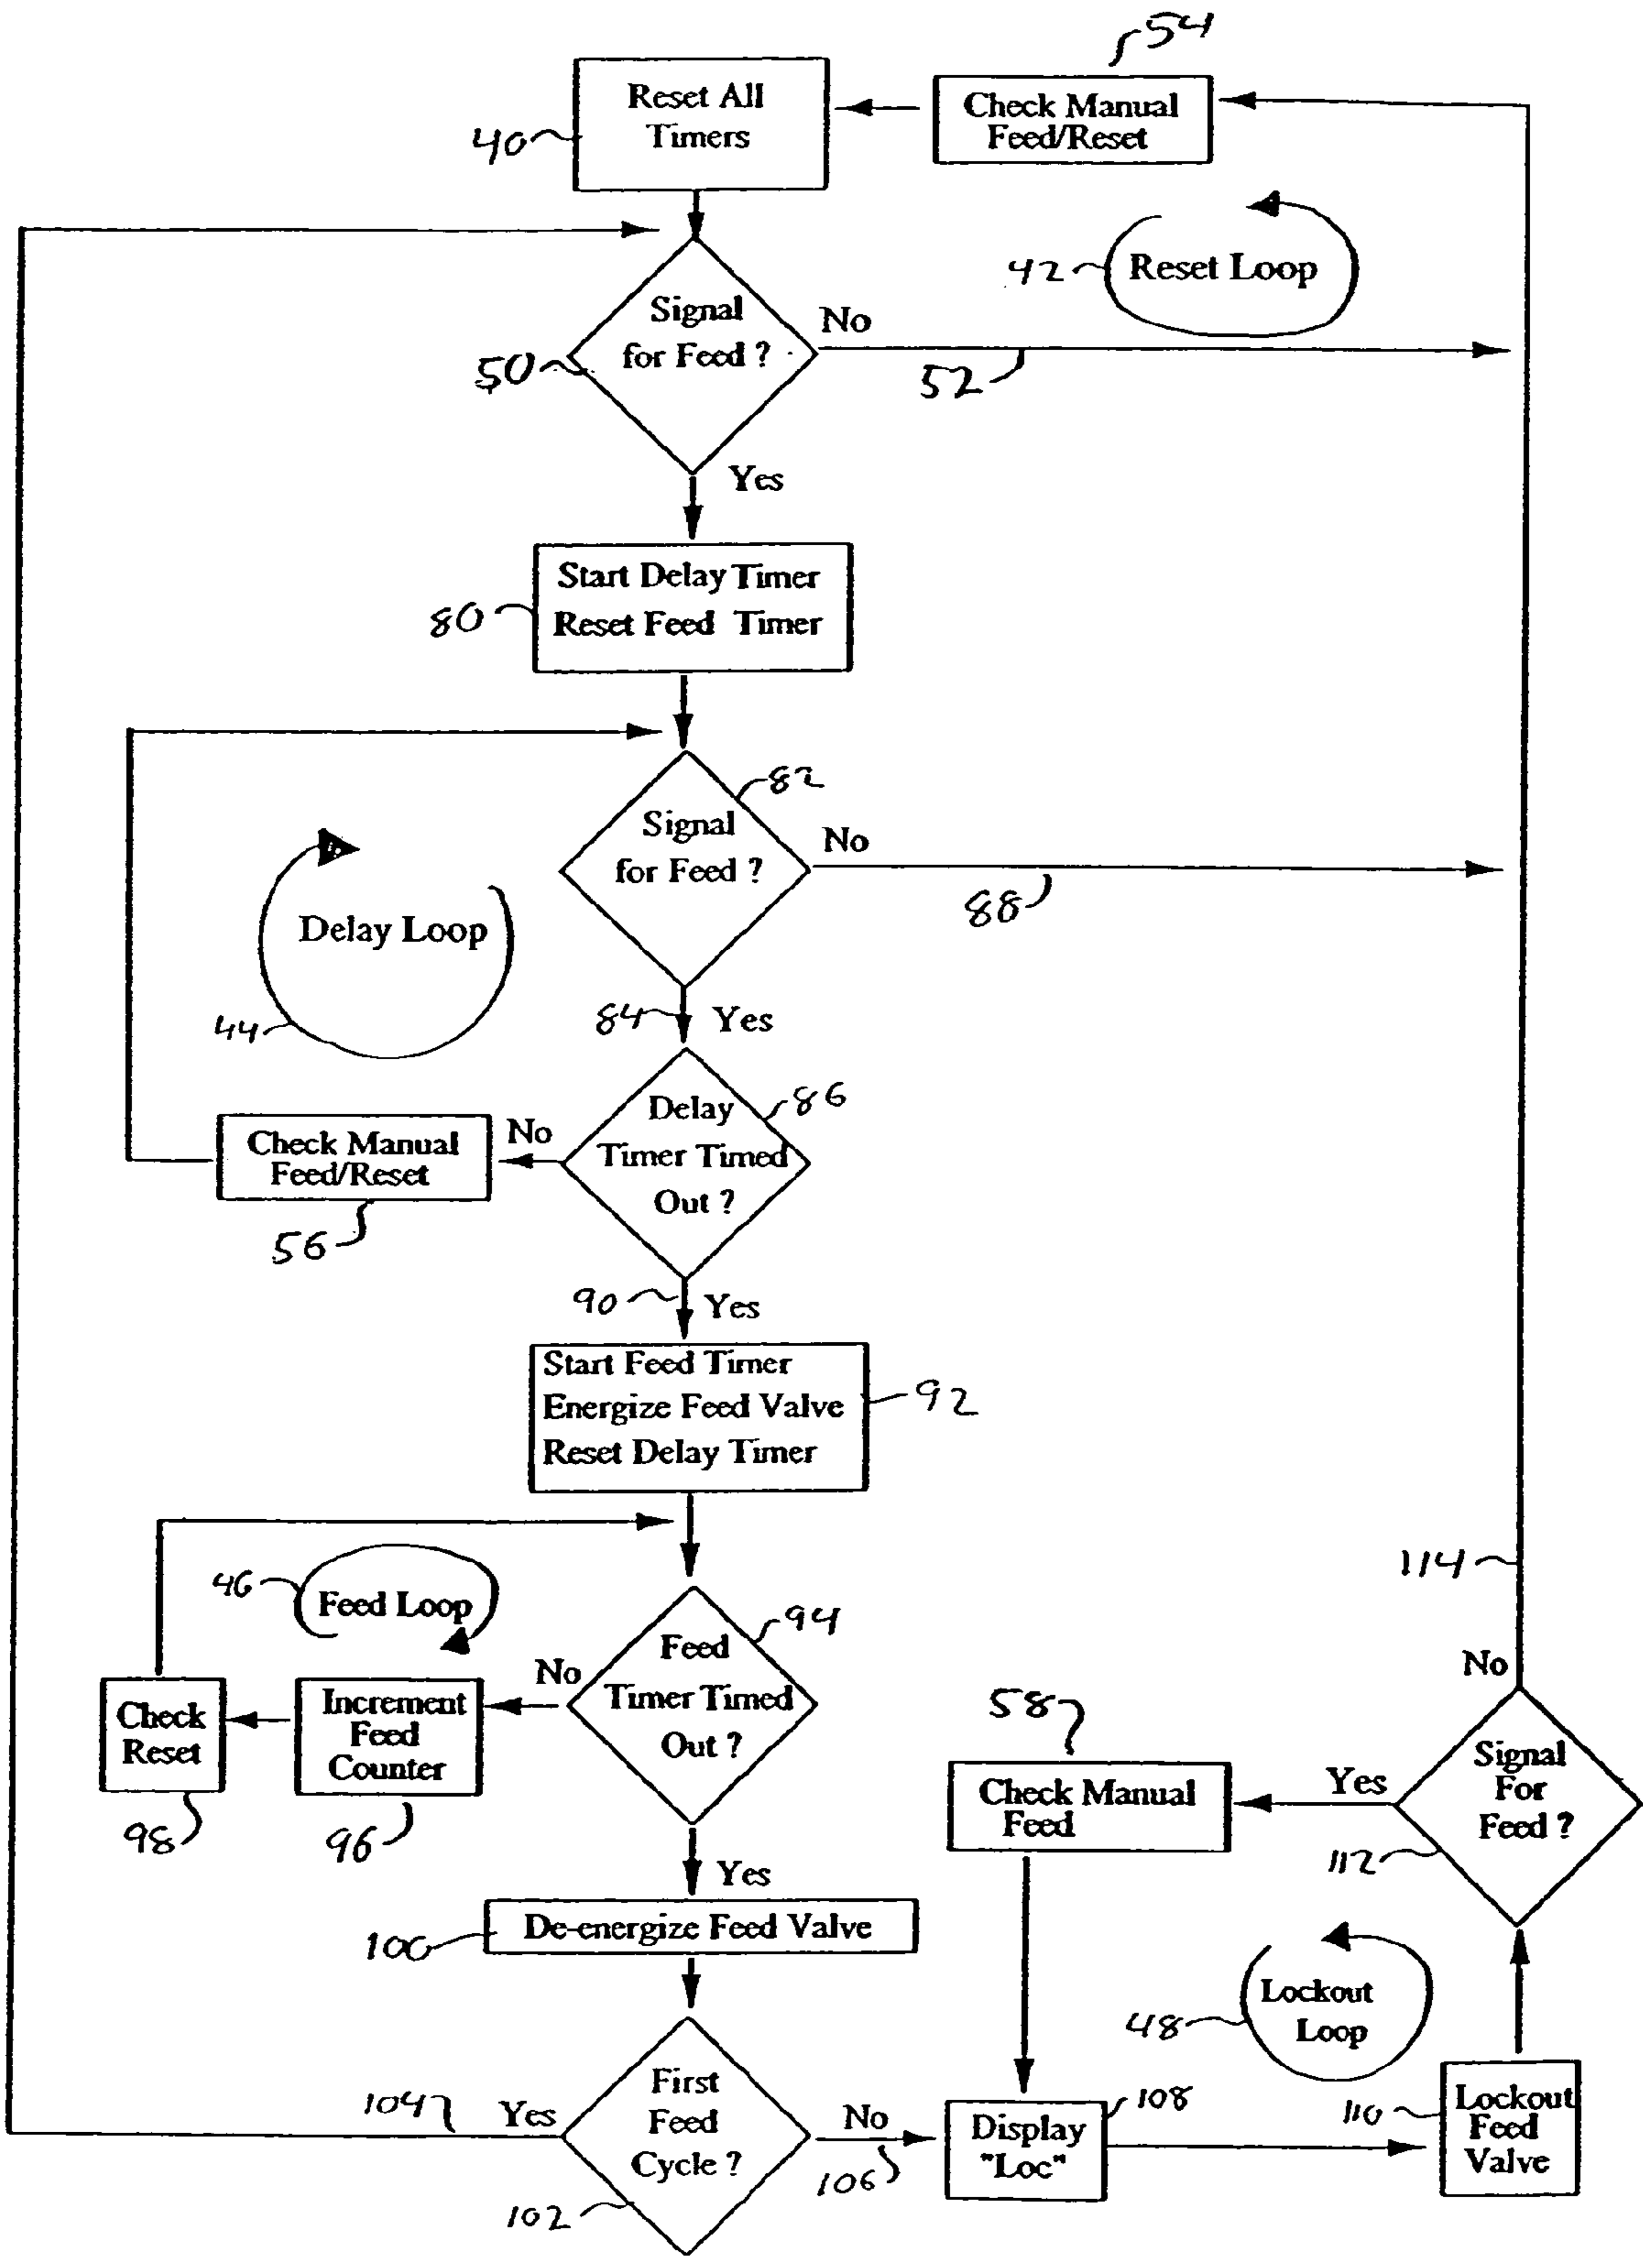 54
Reset All
Timers
40
Check Manual
Feed/Reset
42
Reset Loop
Signal
for Feed ?
50
No
52
Yes
Start Delay Timer
Reset Feed Timer
80
82
Signal
for Feed ?
No
88
Delay Loop
44
84
Yes
86
Delay
Timer Timed
Out ?
No
Check Manual
Feed/Reset
56
90
Yes
Start Feed Timer
Energize Feed Valve
Reset Delay Timer
92
46
Feed Loop
94
Feed
Timer Timed
Out ?
No
Increment
Feed
Counter
96
Check
Reset
98
Yes
De-energize Feed Valve
100
First
Feed
Cycle ?
102
104
Yes
No
106
Display
"Loc"
108
58
Check Manual
Feed
Yes
114
No
Signal
For
Feed ?
112
48
Lockout
Loop
110
Lockout
Feed
Valve